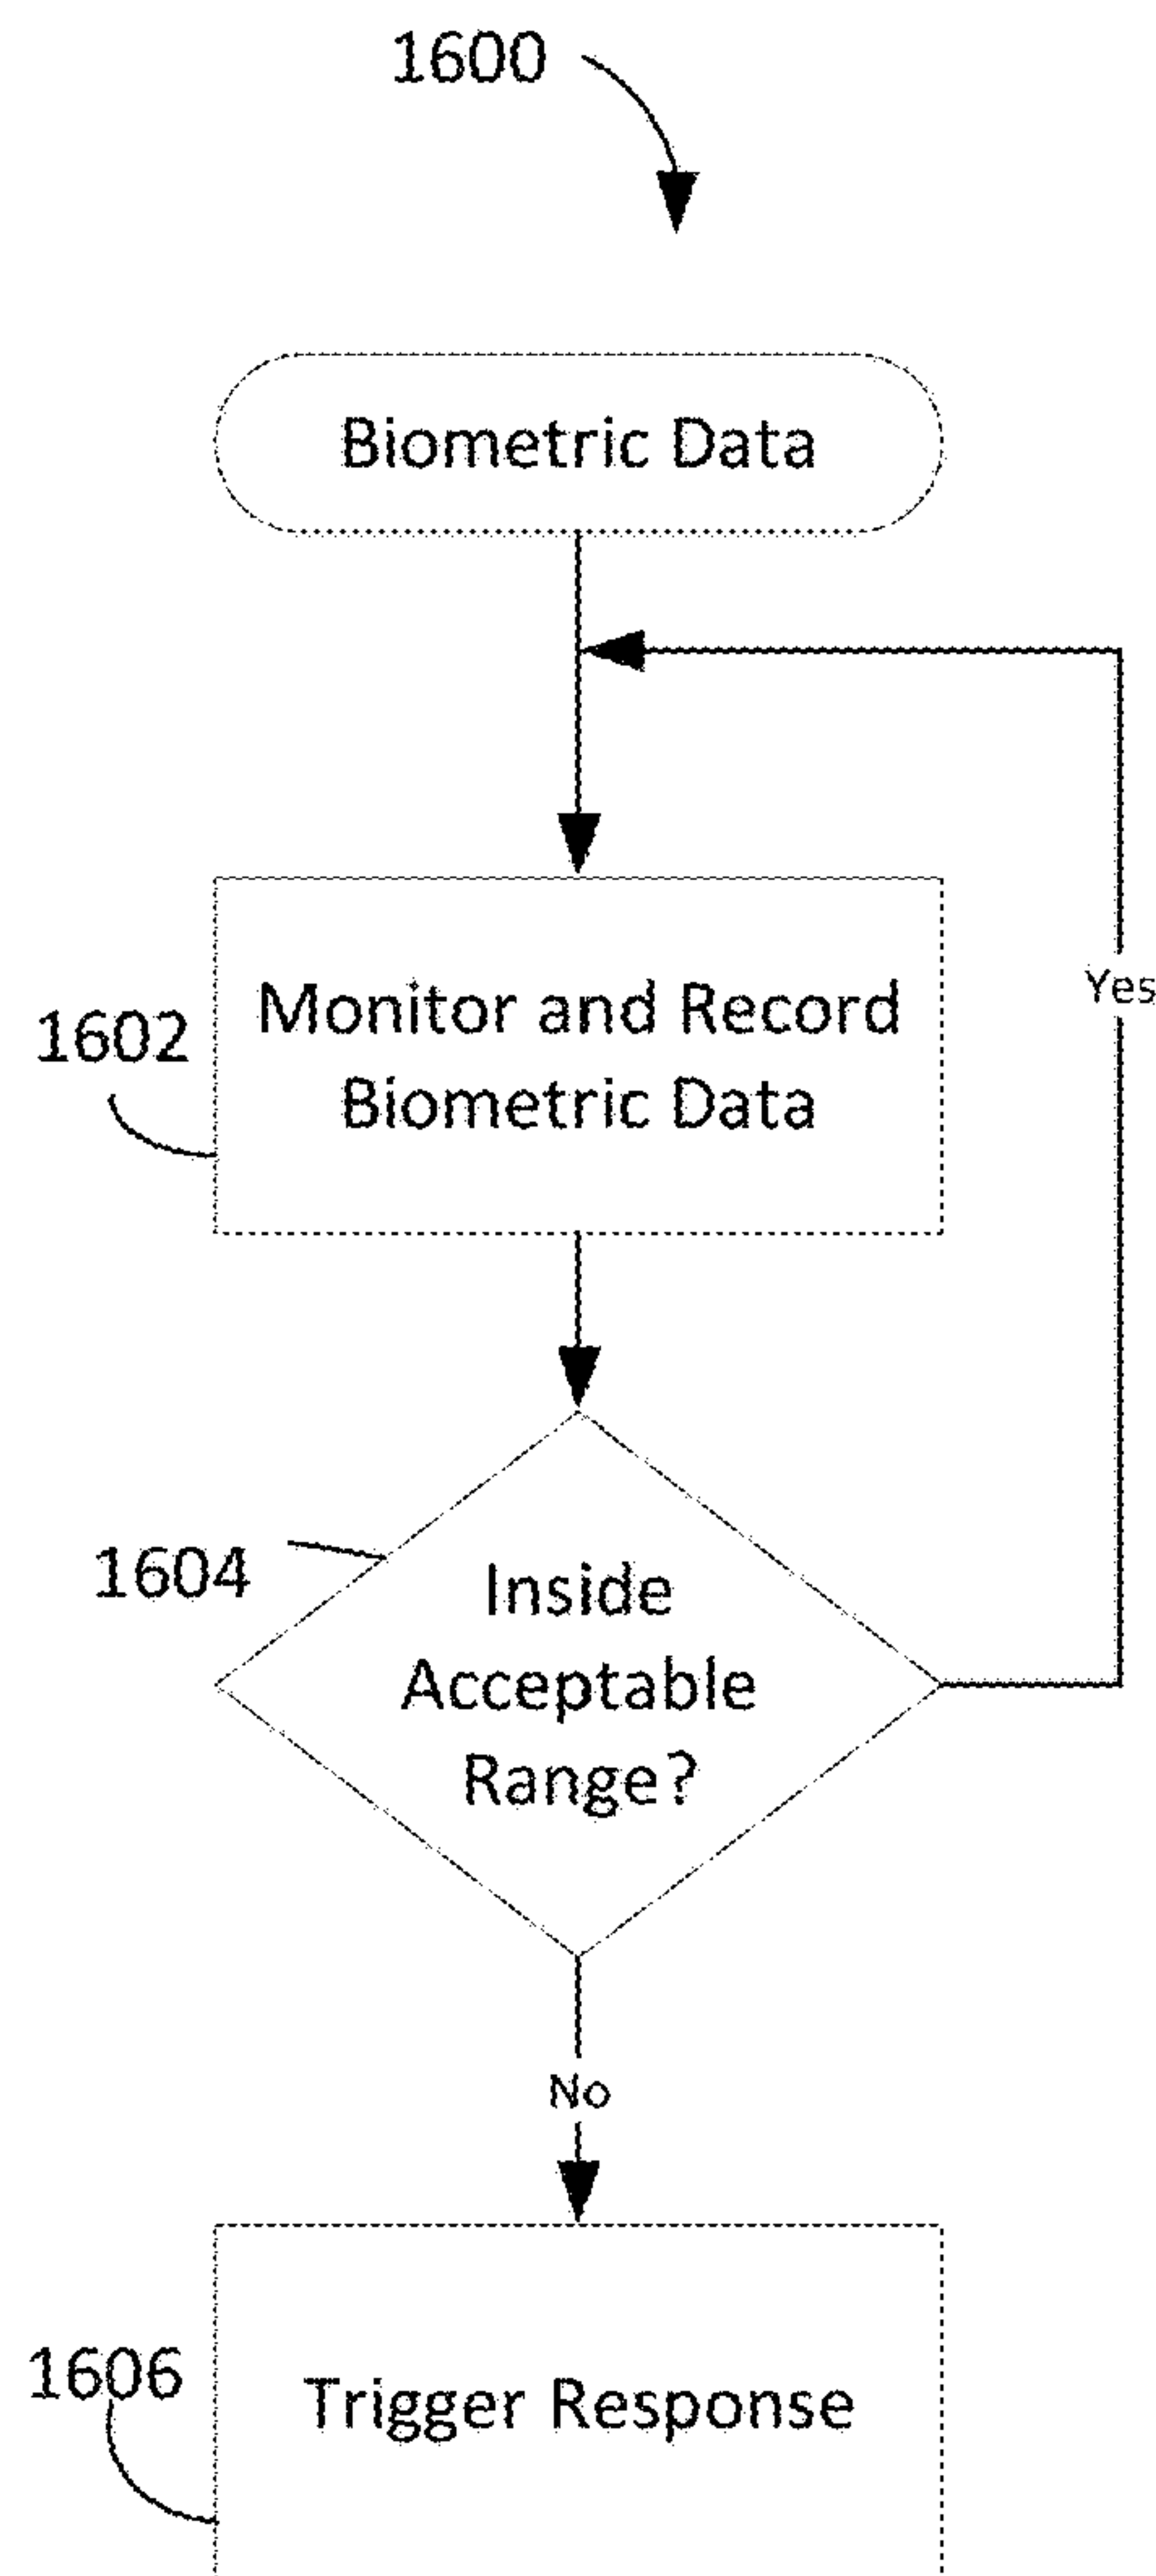 1600
Biometric Data
Monitor and Record
Biometric Data
1602
Yes
1604
Inside
Acceptable
Range?
No
1606
Trigger Response